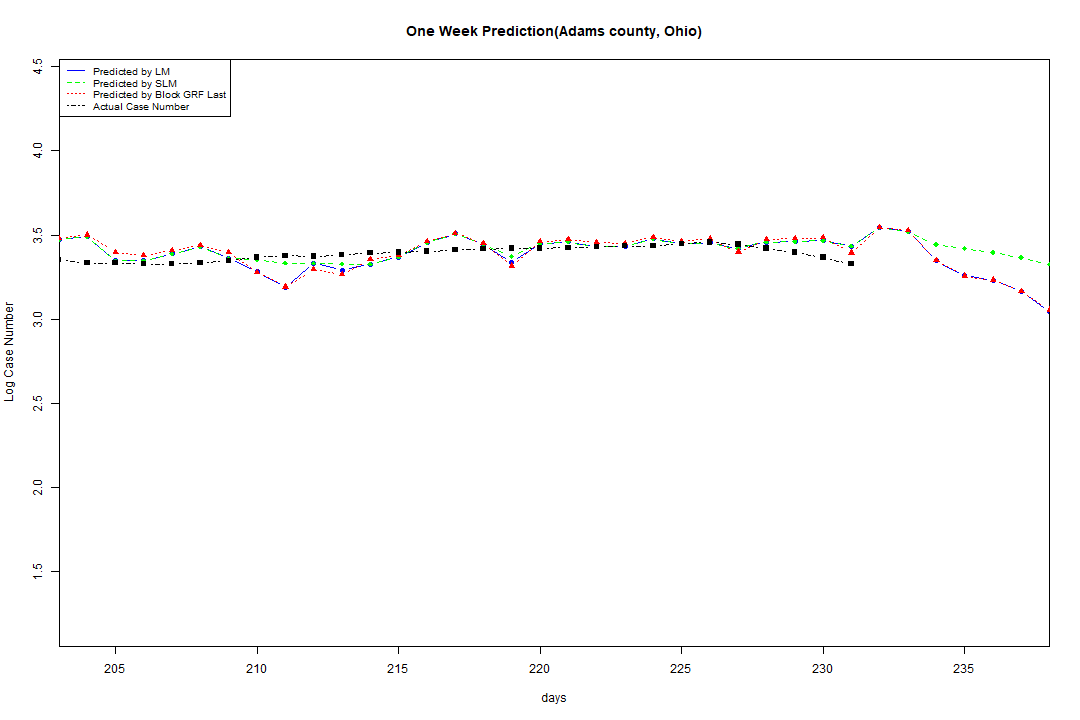 One Week Prediction(Adams county, Ohio)
Predicted by LM
Predicted by SLM
Predicted by Block GRF Last
Actual Case Number
4.5
4.0
3.5
3.0
2.5
2.0
1.5
Log Case Number
205 210 215 220 225 230 235
days